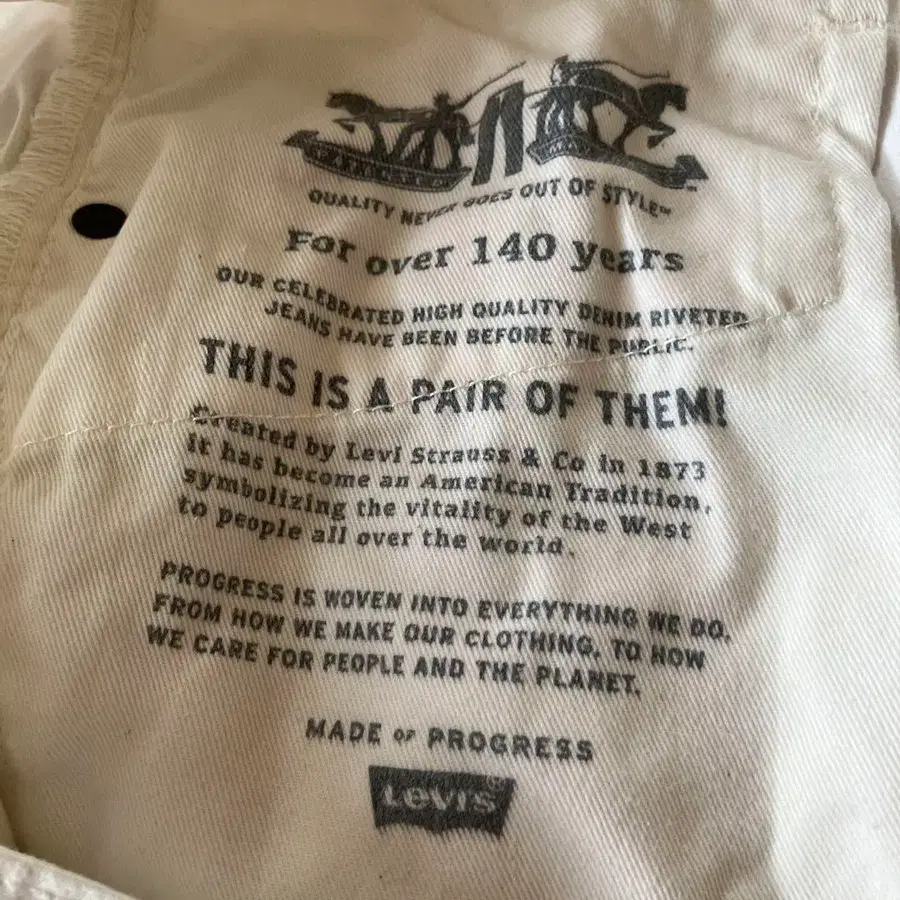 QUALITY NEVER GOES OUT OF STYLE™
For over 140 years
OUR CELEBRATED HIGH QUALITY DENIM RIVETED
JEANS HAVE BEEN BEFORE THE PUBLIC.
THIS IS A PAIR OF THEM!
Created by Levi Strauss & Co in 1873
it has become an American Tradition,
symbolizing the vitality of the West
to people all over the world.
PROGRESS IS WOVEN INTO EVERYTHING WE DO.
FROM HOW WE MAKE OUR CLOTHING, TO HOW
WE CARE FOR PEOPLE AND THE PLANET.
MADE OF PROGRESS
Levi's®